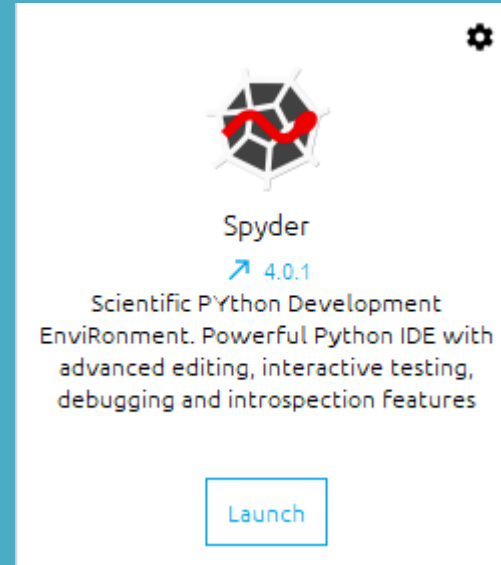 Spyder
4.0.1
Scientific PYthon Development
EnviRonment. Powerful Python IDE with
advanced editing, interactive testing,
debugging and introspection features
Launch